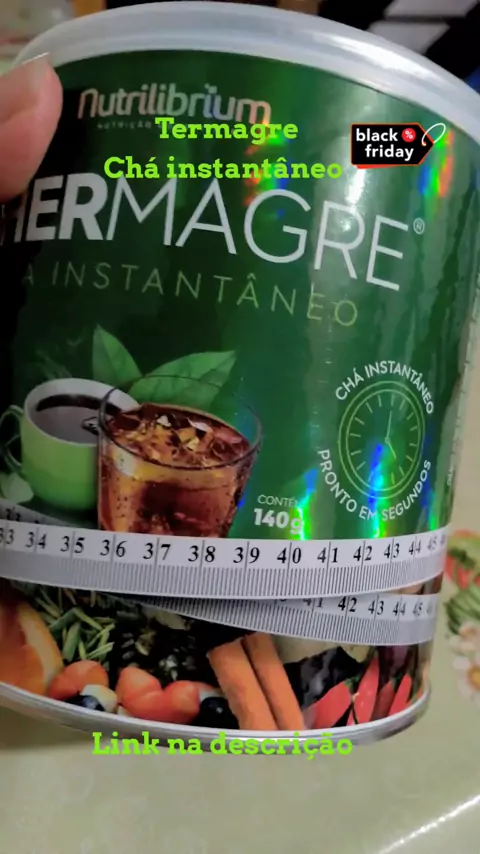 Nutrilibrium
Termagre
Chá instantâneo
black %
friday
HERMAGRE®
A INSTANTÂNEO
CHÁ INSTANTÂNEO
PRONTO EM SEGUNDOS
CONTÉM
140g
33 34 35 36 37 38 39 40 41 42 43 44 45
41 42 43 44 45
Link na descrição